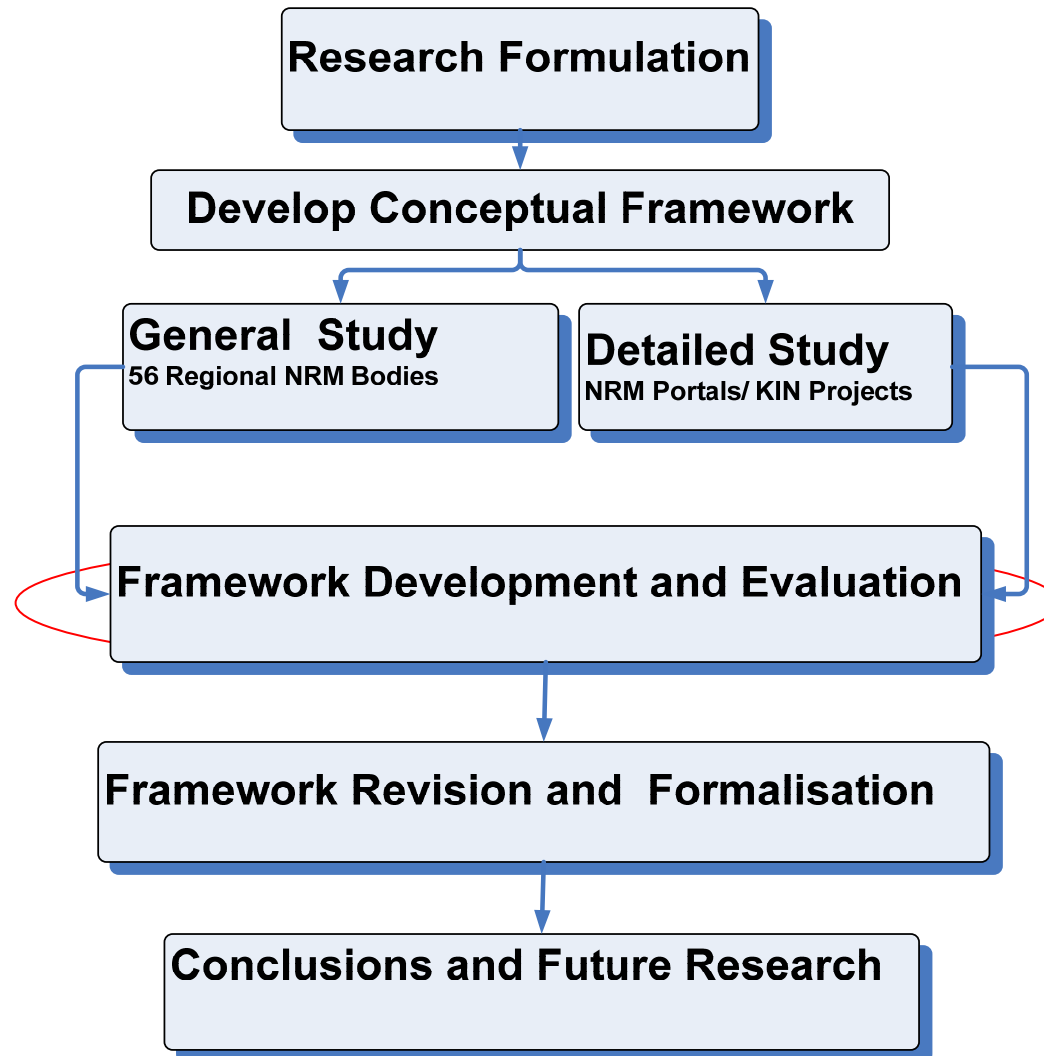 Research Formulation
Develop Conceptual Framework
General  Study
56 Regional NRM Bodies
Detailed Study
NRM Portals/ KIN Projects
Framework Development and Evaluation
Framework Revision and  Formalisation
Conclusions and Future Research